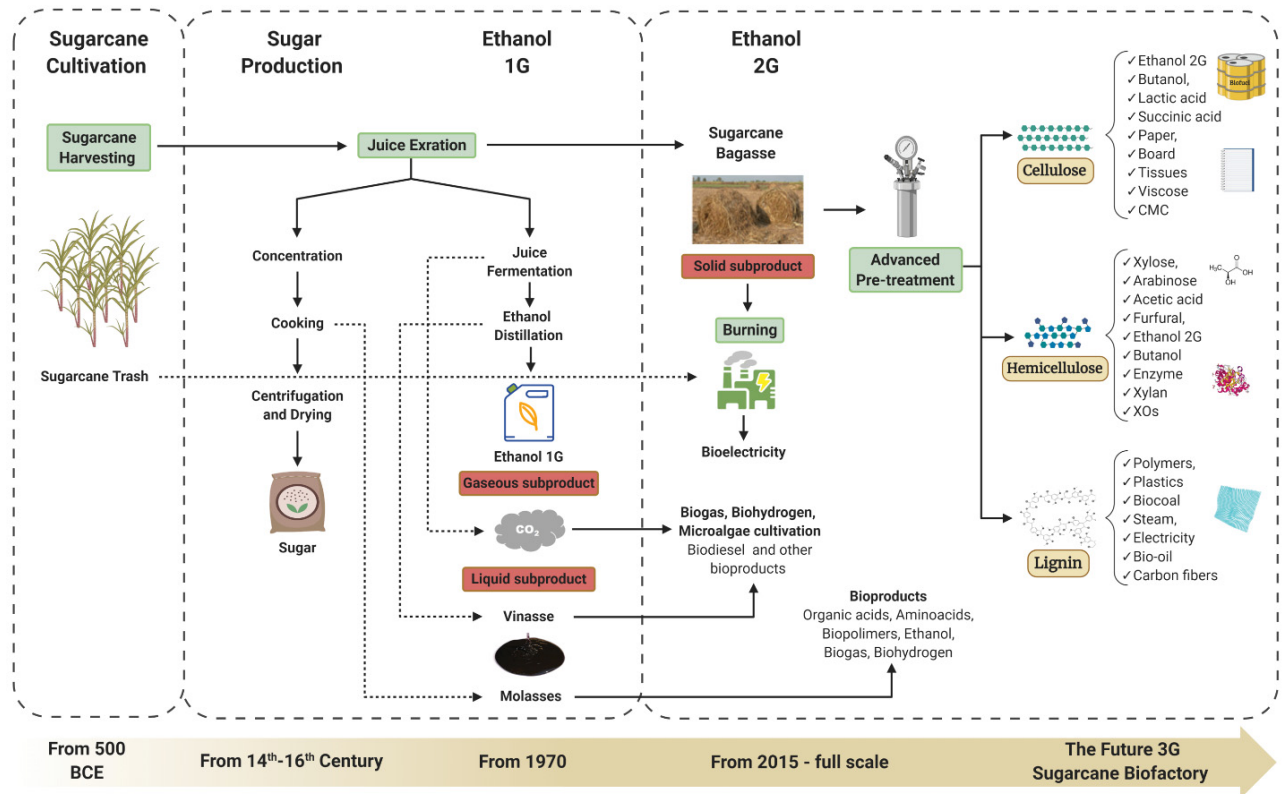 Sugarcane
Cultivation
Sugar
Production
Ethanol
1G
Ethanol
2G
Sugarcane
Harvesting
Juice Exration
Sugarcane
Bagasse
Solid subproduct
Burning
Bioelectricity
Sugarcane Trash
Concentration
Cooking
Centrifugation
and Drying
Sugar
Juice
Fermentation
Ethanol
Distillation
Ethanol 1G
Gaseous subproduct
CO₂
Liquid subproduct
Vinasse
Molasses
Biogas, Biohydrogen,
Microalgae cultivation
Biodiesel and other
bioproducts
Bioproducts
Organic acids, Aminoacids,
Biopolimers, Ethanol,
Biogas, Biohydrogen
Advanced
Pre-treatment
Cellulose
✓Ethanol 2G
✓Butanol,
✓Lactic acid
✓Succinic acid
✓Paper,
✓Board
✓Tissues
✓Viscose
✓CMC
Biofuel
Hemicellulose
✓Xylose,
✓Arabinose
✓Acetic acid
✓Furfural,
✓Ethanol 2G
✓Butanol
✓Enzyme
✓Xylan
✓XOs
H₃C
O
OH
OH
Lignin
✓Polymers,
✓Plastics
✓Biocoal
✓Steam,
✓Electricity
✓Bio-oil
✓Carbon fibers
From 500
BCE
From 14th-16th Century
From 1970
From 2015 - full scale
The Future 3G
Sugarcane Biofactory